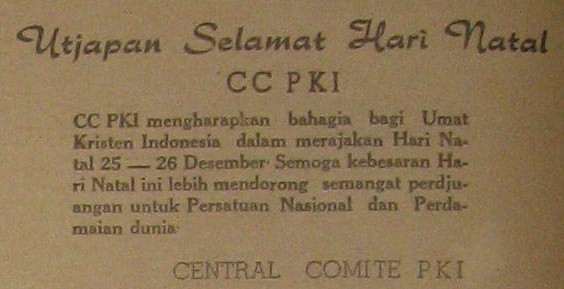 Utjapan Selamat Hari Natal
CC PKI
CC PKI mengharapkan bahagia bagi Umat
Kristen Indonesia dalam merajakan Hari Na-
tal 25 — 26 Desember. Semoga kebesaran Ha-
ri Natal ini lebih mendorong semangat perdju-
angan untuk Persatuan Nasional dan Perda-
maian dunia.
CENTRAL COMITE PKI